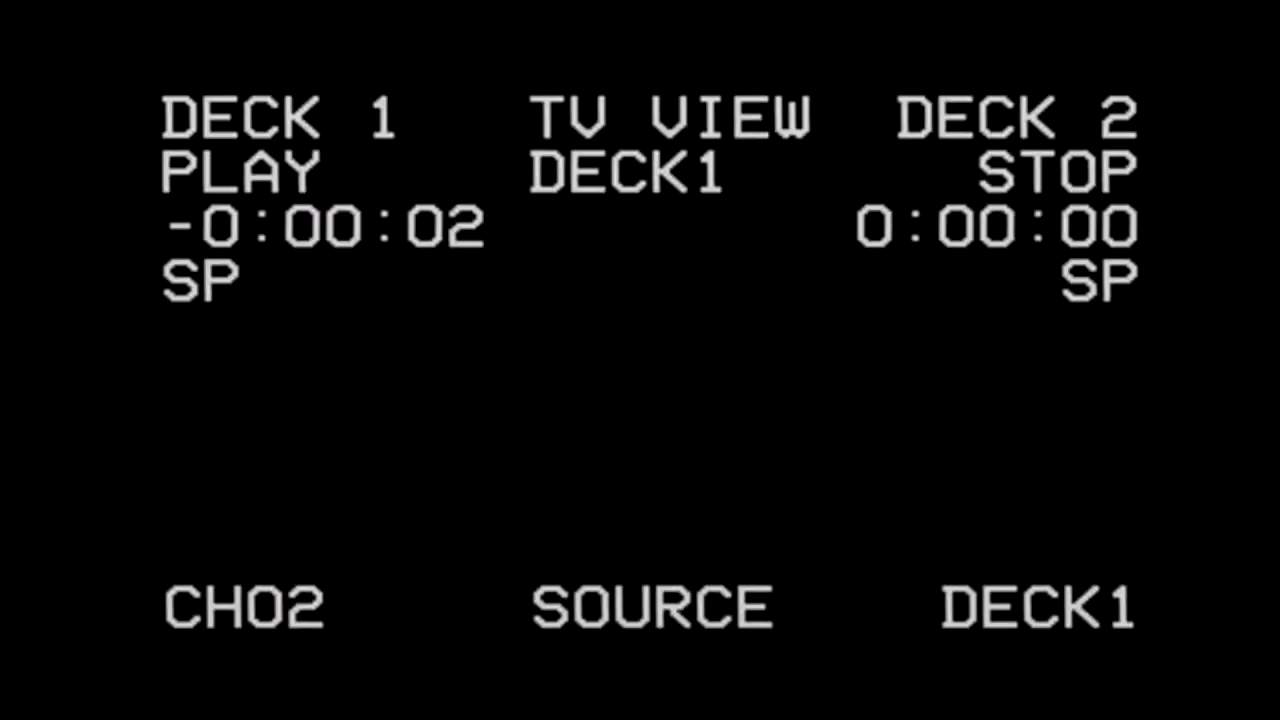 DECK 1 TV VIEW DECK 2
PLAY DECK1 STOP
-0:00:02 0:00:00
SP SP
CH02 SOURCE DECK1